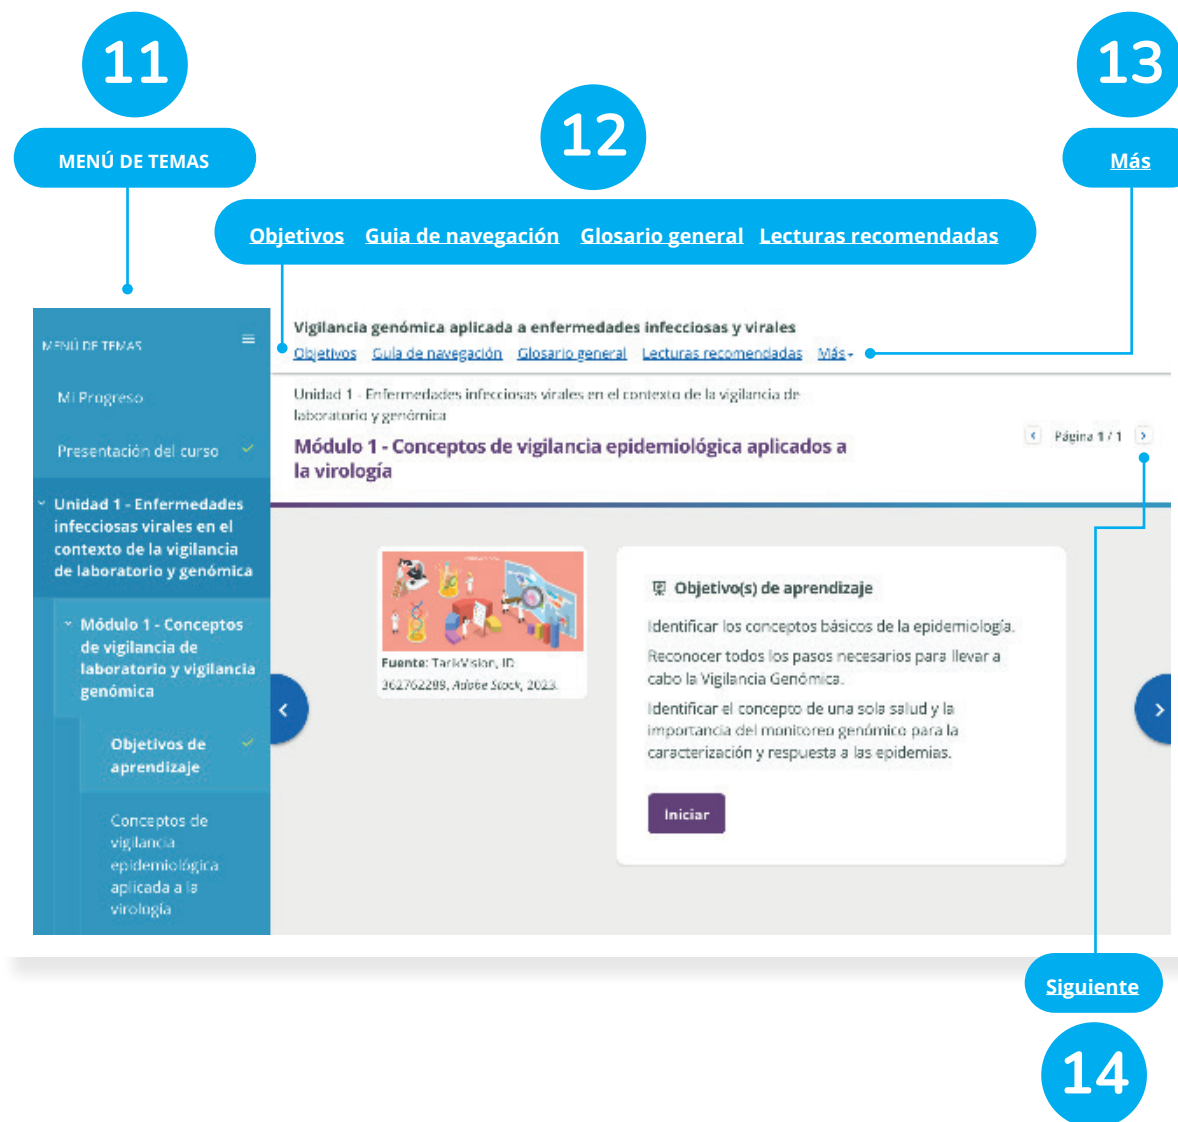 11
13
12
MENÚ DE TEMAS
Más
Objetivos Guia de navegación Glosario general Lecturas recomendadas
MENÚ DE TEMAS
Mi Progreso
Presentación del curso
Unidad 1 - Enfermedades
infecciosas virales en el
contexto de la vigilancia
de laboratorio y genómica
Módulo 1 - Conceptos
de vigilancia de
laboratorio y vigilancia
genómica
Objetivos de
aprendizaje
Conceptos de
vigilancia
epidemiológica
aplicada a la
virología
Vigilancia genómica aplicada a enfermedades infecciosas y virales
Objetivos Guía de navegación Glosario general Lecturas recomendadas Más
Unidad 1 - Enfermedades infecciosas virales en el contexto de la vigilancia de
laboratorio y genómica
Módulo 1 - Conceptos de vigilancia epidemiológica aplicados a
la virología
Página 1 / 1
Fuente: TarikVision, ID
362762289, Adobe Stock, 2023.
Objetivo(s) de aprendizaje
Identificar los conceptos básicos de la epidemiología.
Reconocer todos los pasos necesarios para llevar a
cabo la Vigilancia Genómica.
Identificar el concepto de una sola salud y la
importancia del monitoreo genómico para la
caracterización y respuesta a las epidemias.
Iniciar
Siguiente
14